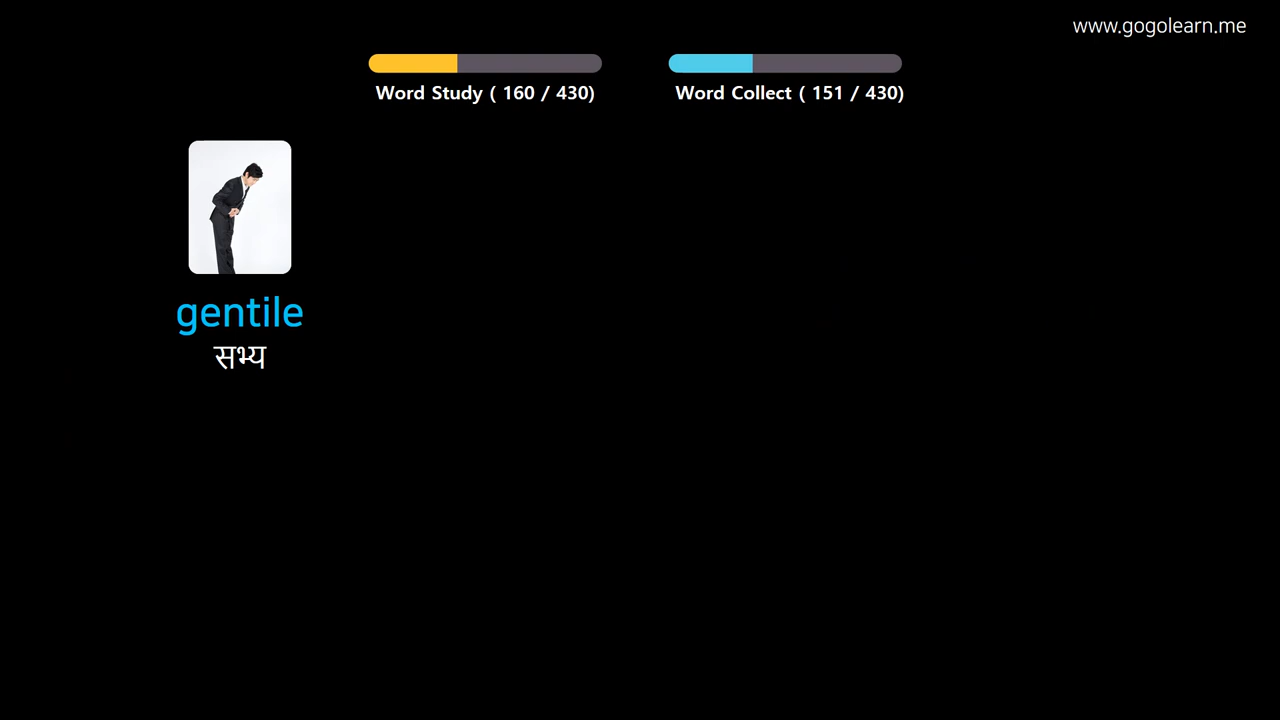 www.gogolearn.me
Word Study ( 160 / 430)
Word Collect ( 151 / 430)
gentile
सभ्य